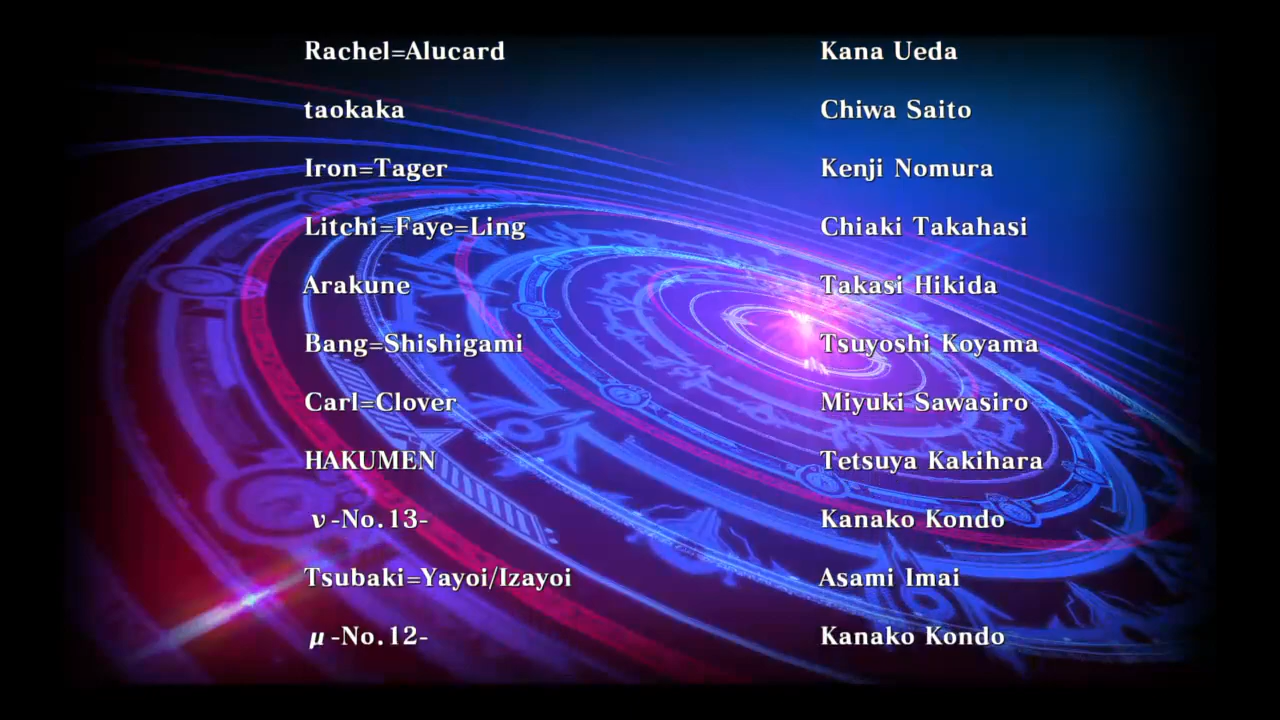 Rachel=Alucard Kana Ueda
taokaka Chiwa Saito
Iron=Tager Kenji Nomura
Litchi=Faye=Ling Chiaki Takahasi
Arakune Takasi Hikida
Bang=Shishigami Tsuyoshi Koyama
Carl=Clover Miyuki Sawasiro
HAKUMEN Tetsuya Kakihara
ν-No.13- Kanako Kondo
Tsubaki=Yayoi/Izayoi Asami Imai
μ-No.12- Kanako Kondo